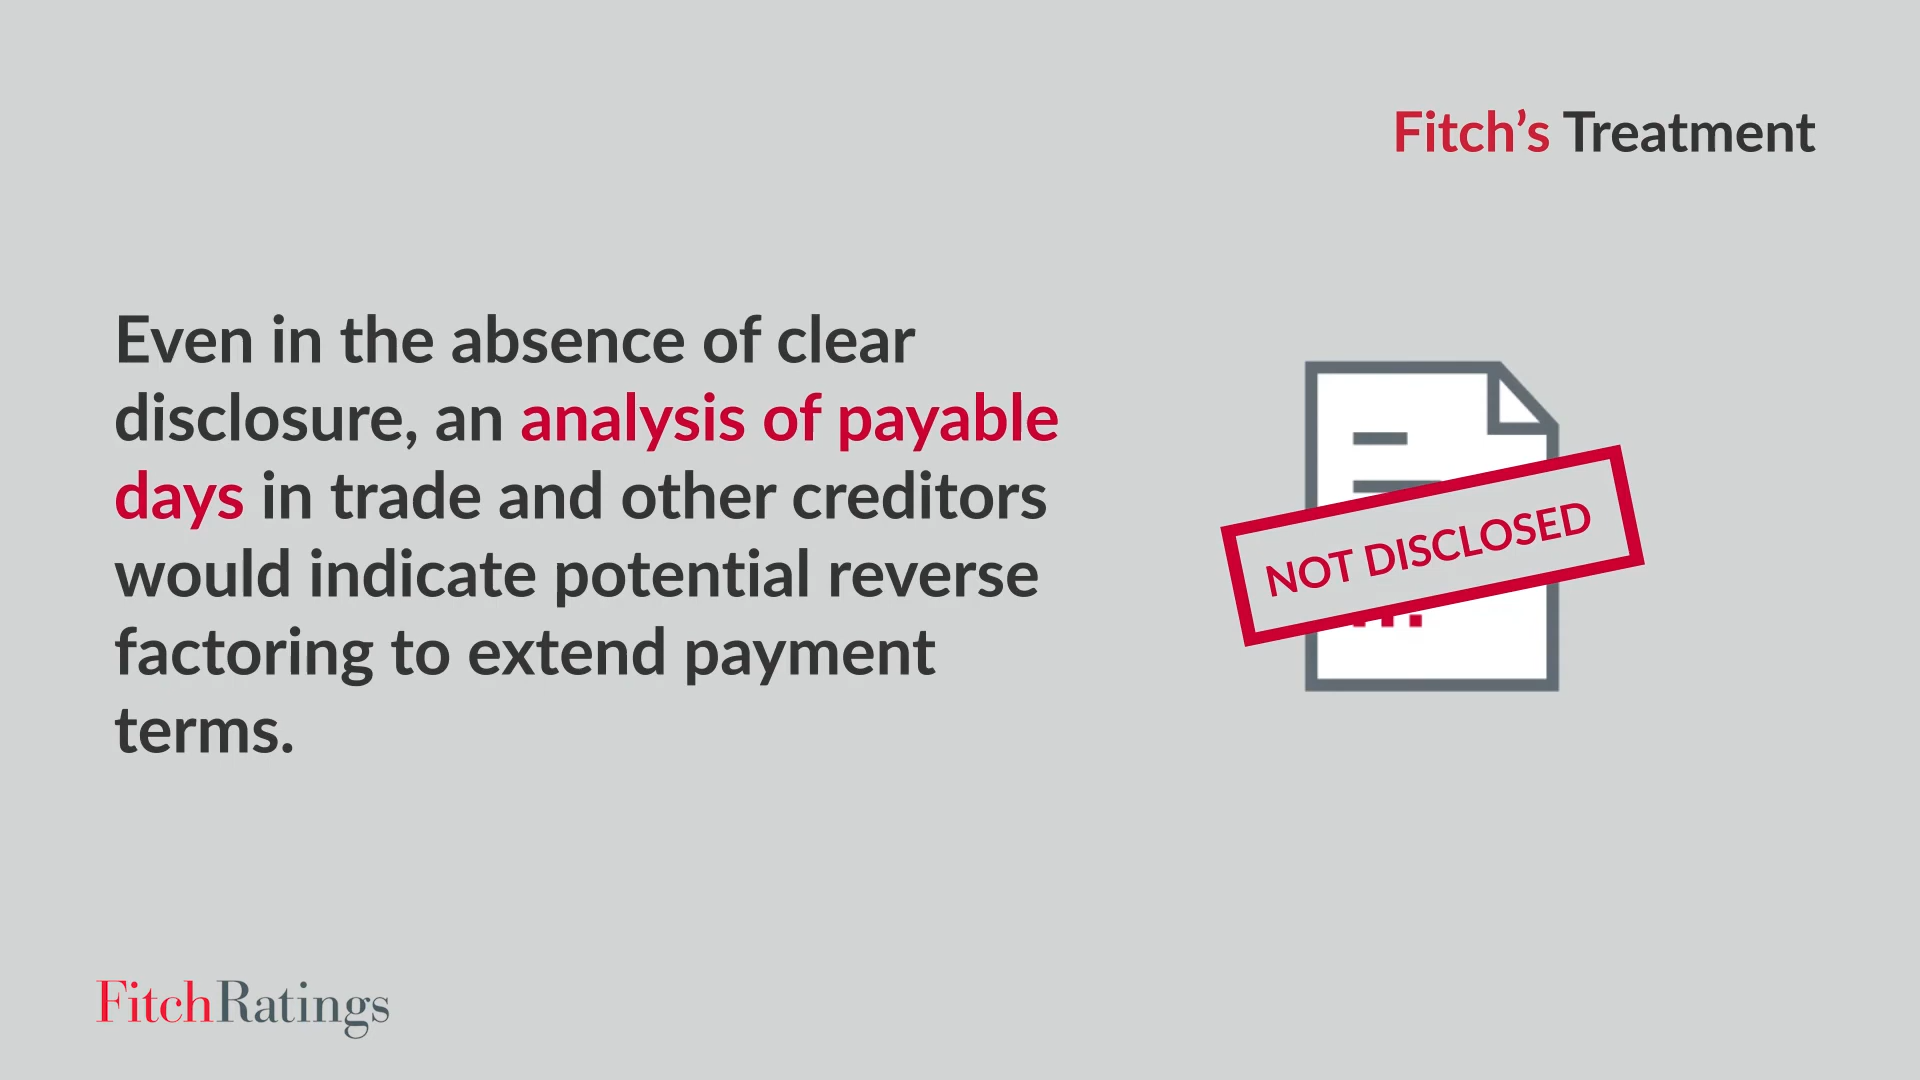 Fitch’s Treatment
Even in the absence of clear
disclosure, an analysis of payable
days in trade and other creditors
would indicate potential reverse
factoring to extend payment
terms.
NOT DISCLOSED
FitchRatings